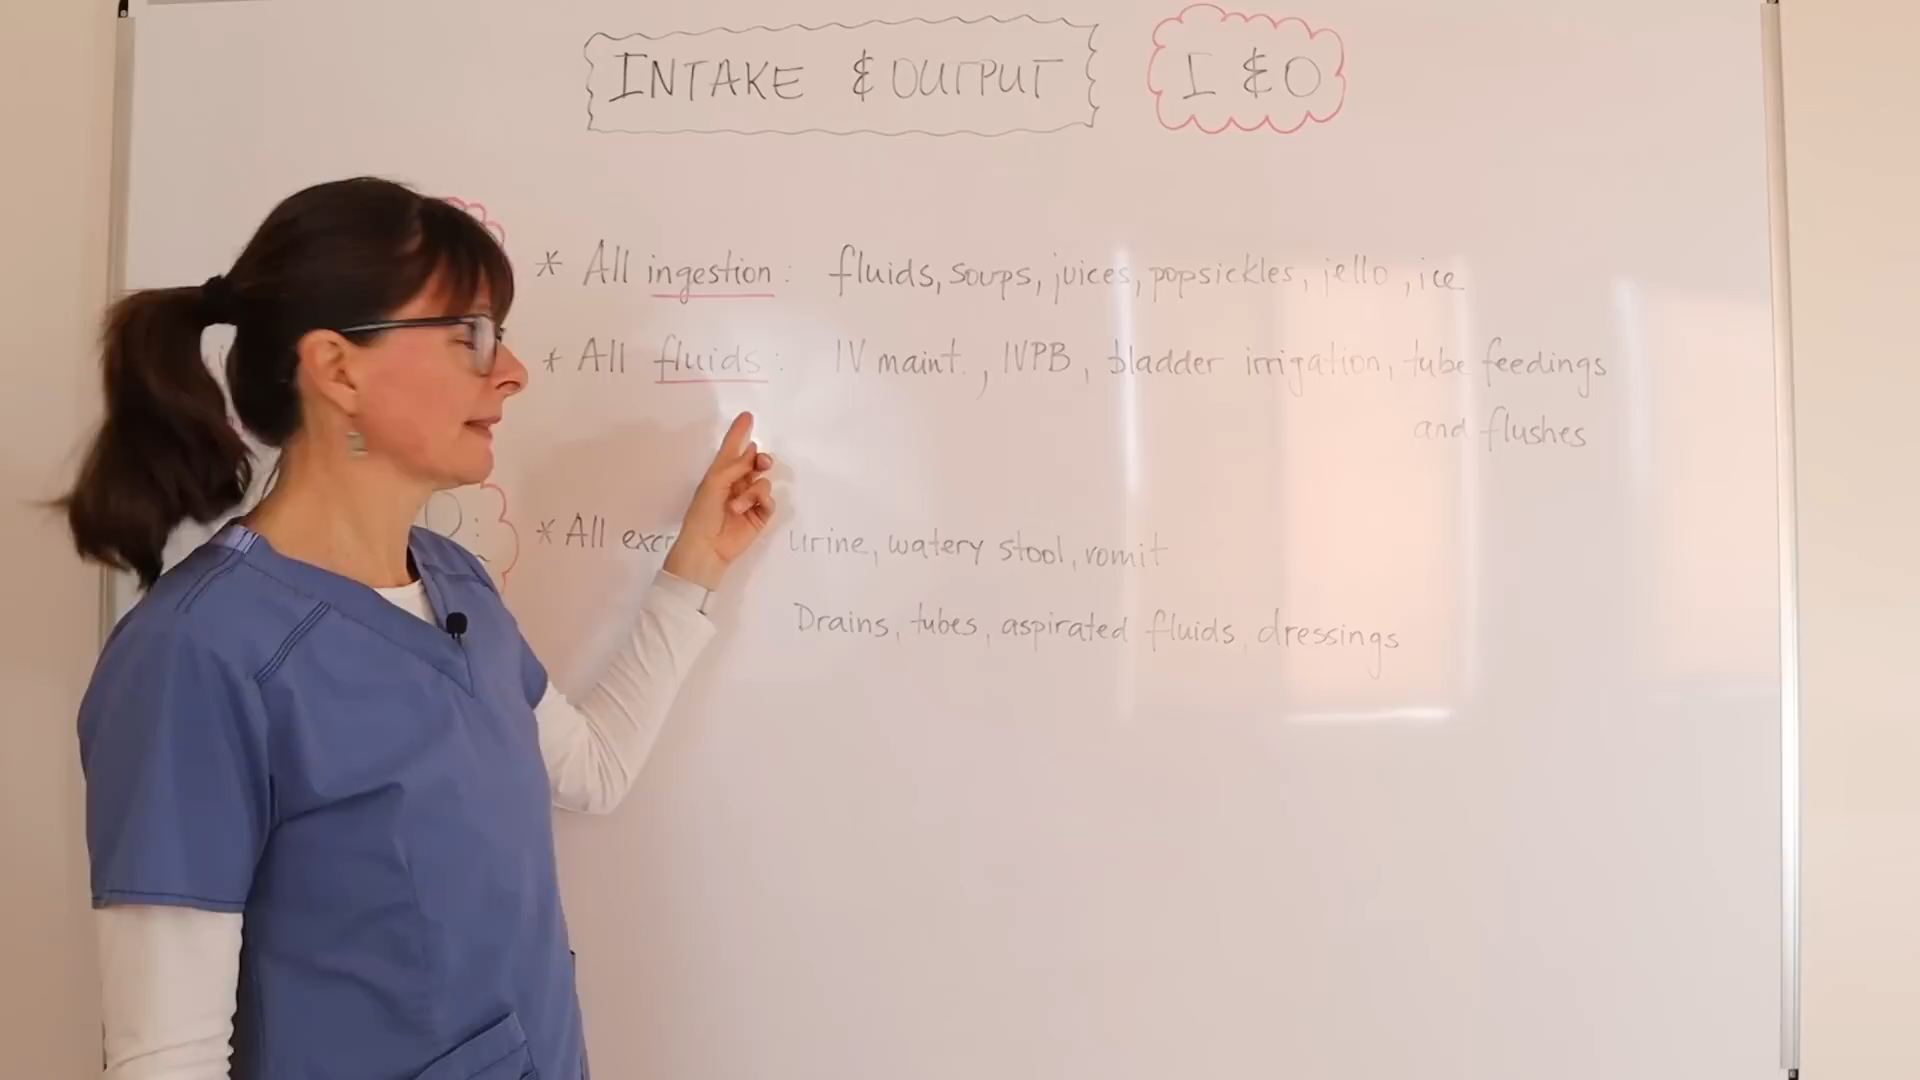 INTAKE & OUTPUT I & O
* All ingestion: fluids, soups, juices, popsickles, jello, ice
* All fluids: IV maint., IVPB, bladder irrigation, tube feedings
and flushes
O: * All urine, watery stool, vomit
Drains, tubes, aspirated fluids, dressings